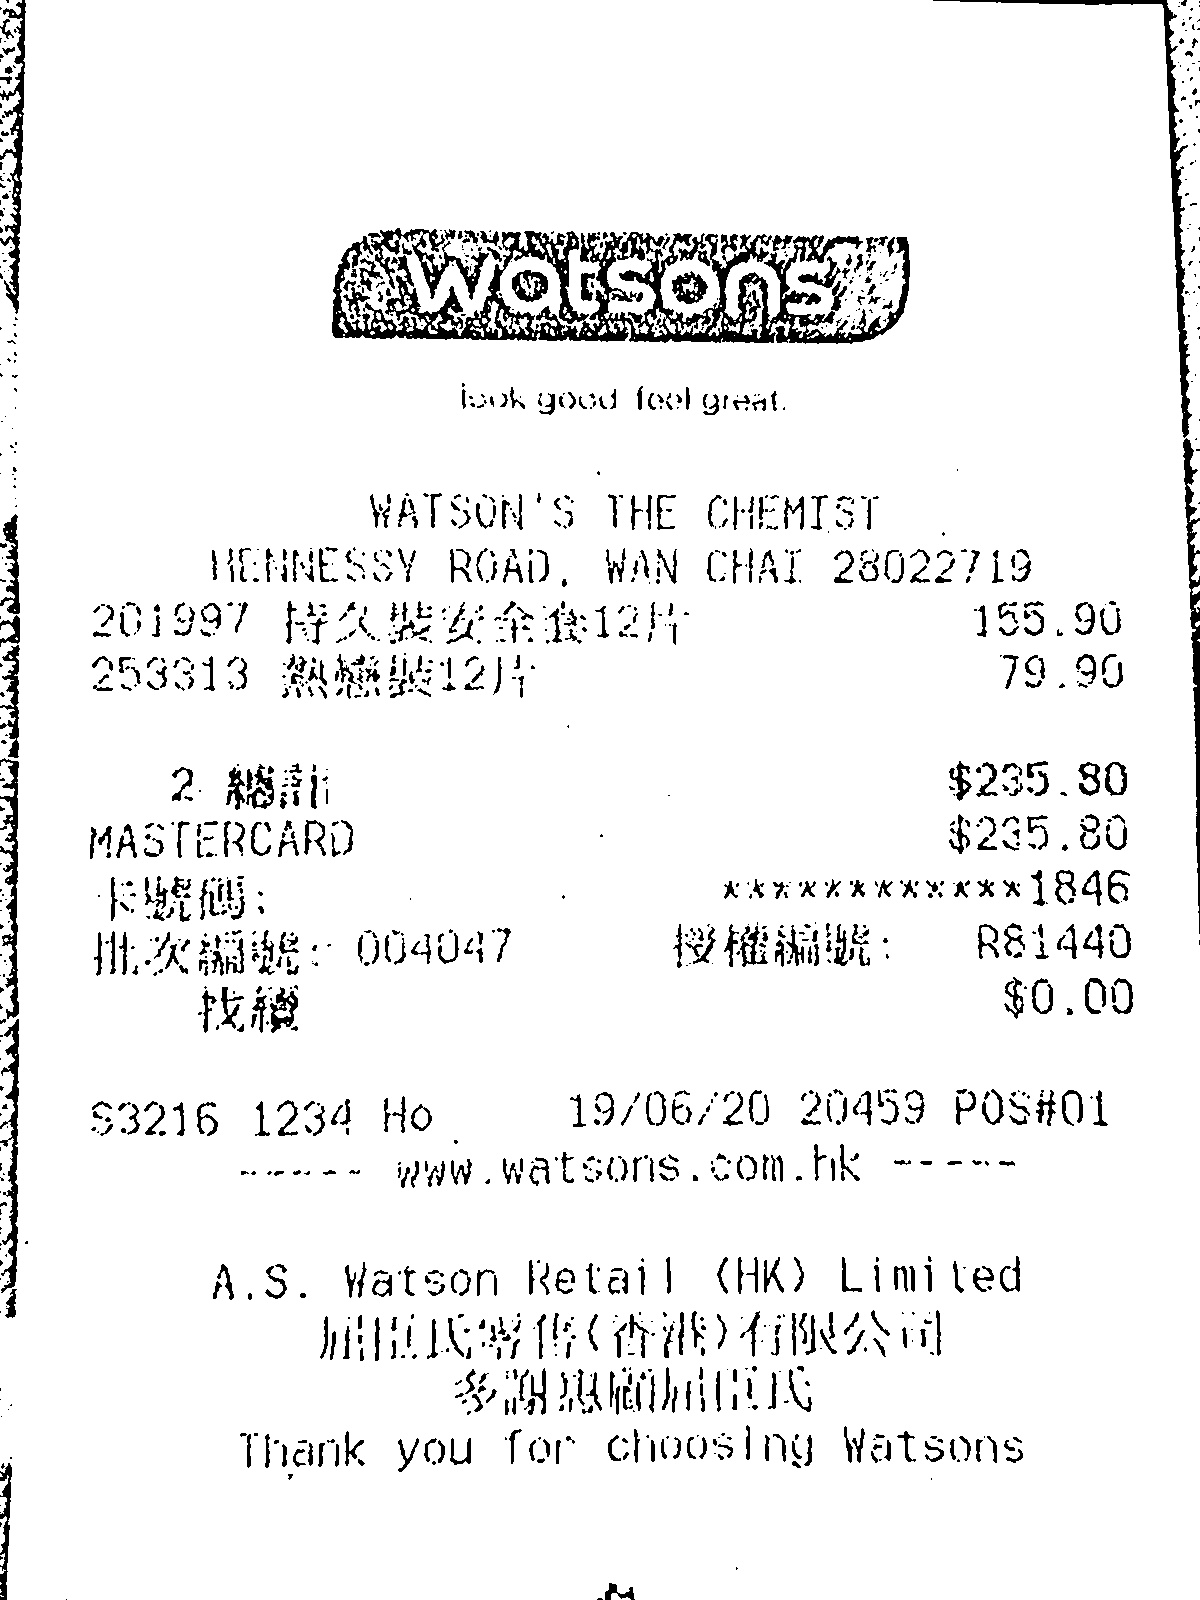 watsons
look good feel great.
WATSON'S THE CHEMIST
HENNESSY ROAD, WAN CHAI 28022719
201997 持久裝安全套12片 155.90
253313 熱戀裝12片 79.90
2 總計 $235.80
MASTERCARD $235.80
卡號碼: ************1846
批次編號: 004047 授權編號: R81440
找續 $0.00
S3216 1234 Ho 19/06/20 20459 POS#01
----- www.watsons.com.hk -----
A.S. Watson Retail (HK) Limited
屈臣氏零售(香港)有限公司
多謝惠顧屈臣氏
Thank you for choosing Watsons